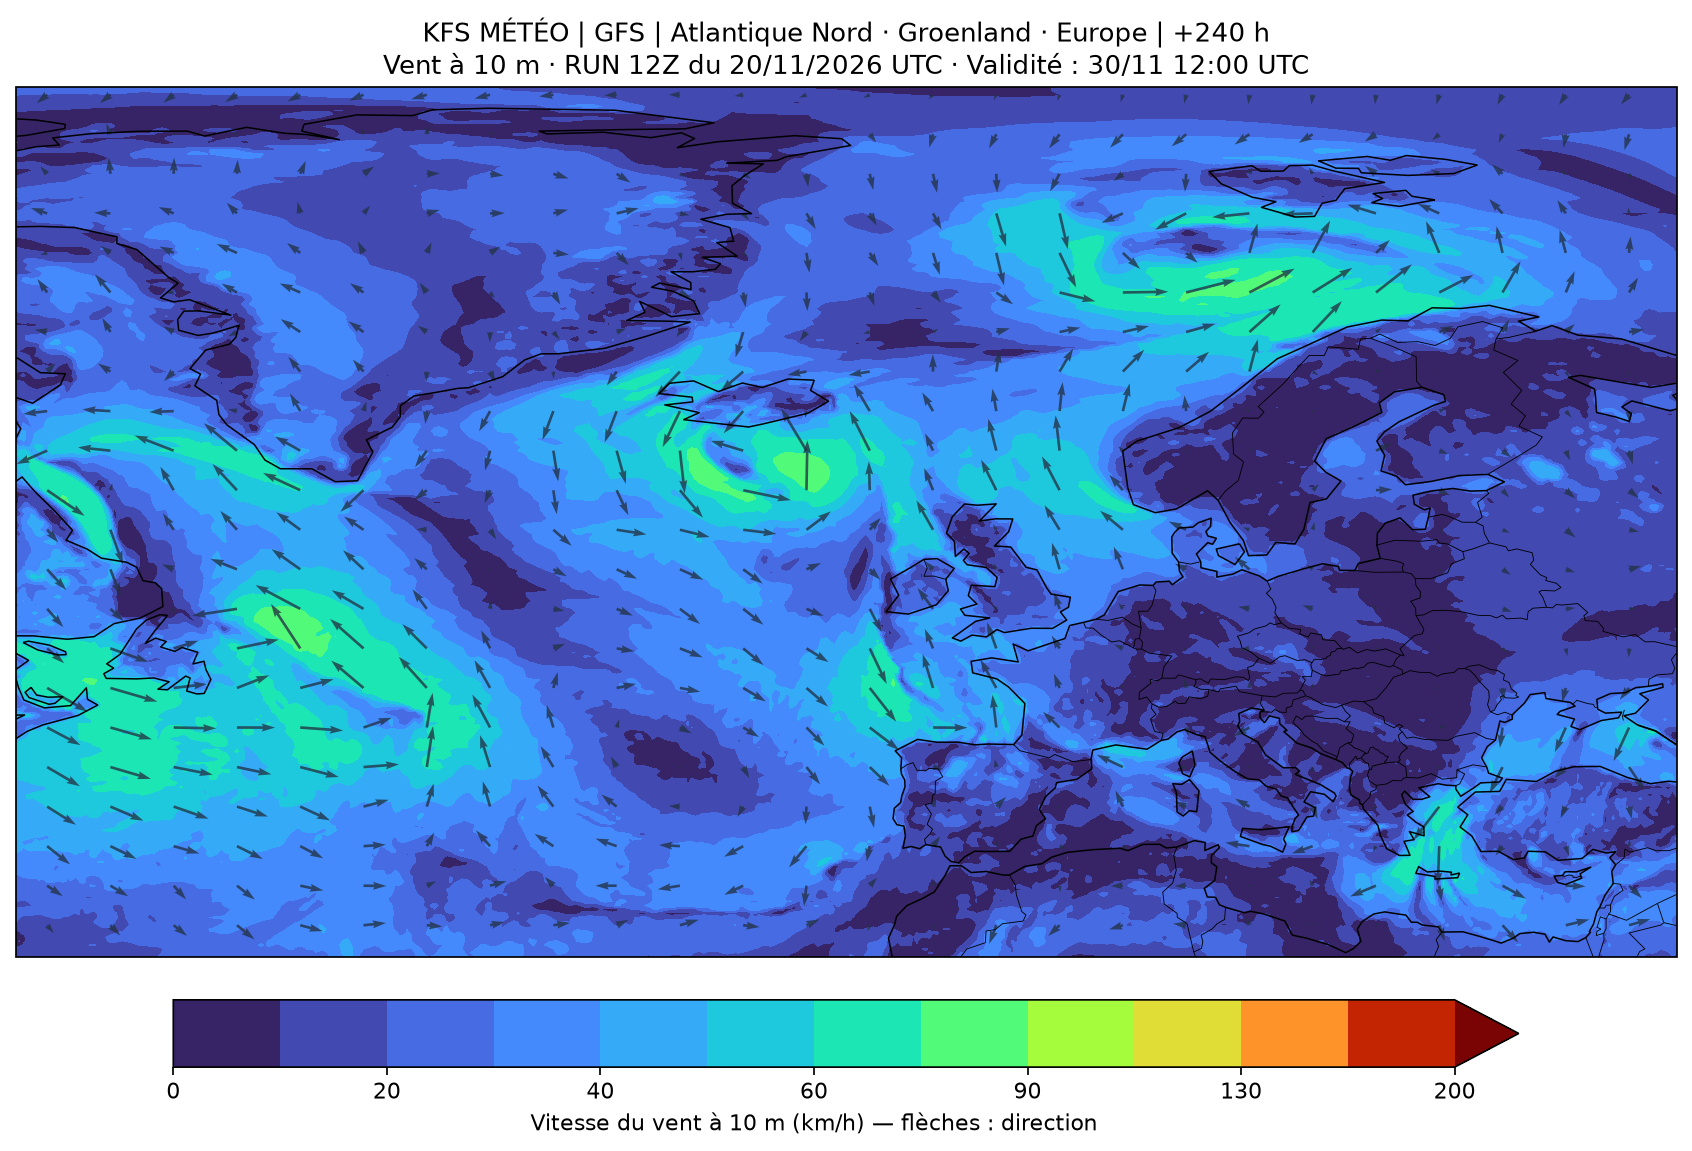 KFS MÉTÉO | GFS | Atlantique Nord · Groenland · Europe | +240 h
Vent à 10 m · RUN 12Z du 20/11/2026 UTC · Validité : 30/11 12:00 UTC
0 20 40 60 90 130 200
Vitesse du vent à 10 m (km/h) — flèches : direction